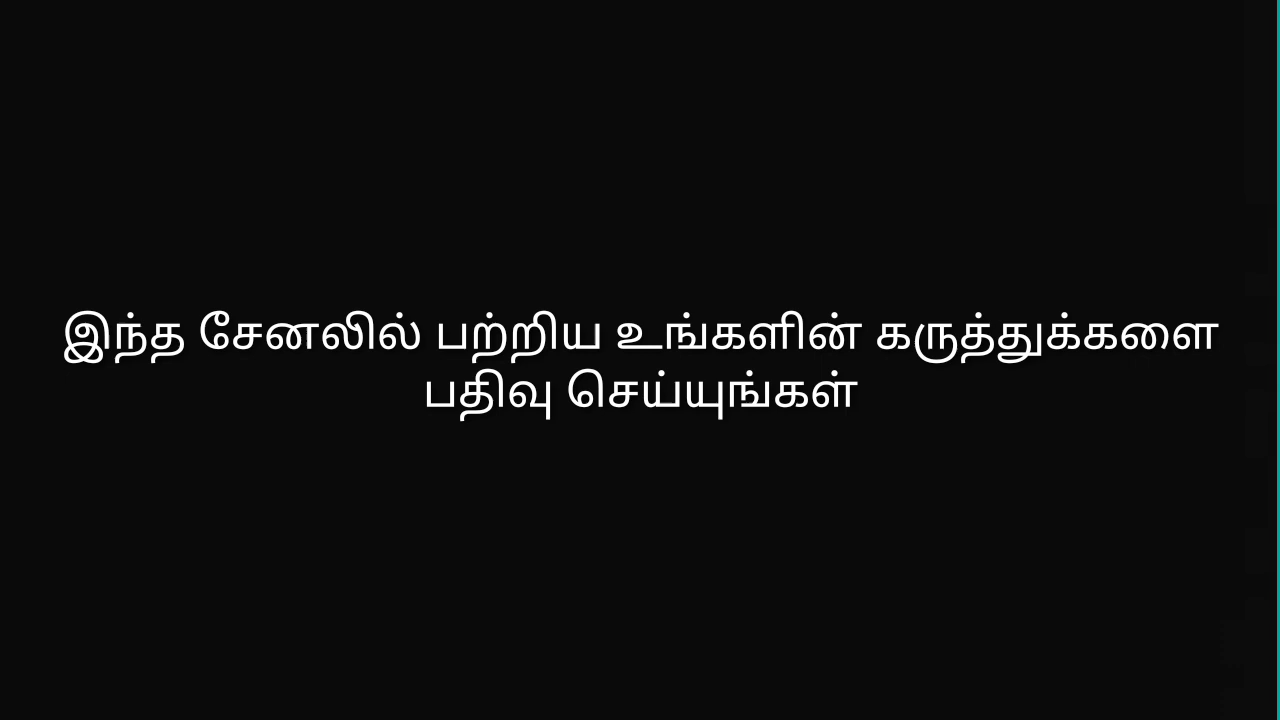 இந்த சேனலில் பற்றிய உங்களின் கருத்துக்களை
பதிவு செய்யுங்கள்